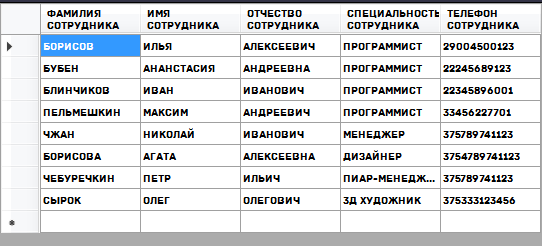 ФАМИЛИЯ СОТРУДНИКА ИМЯ СОТРУДНИКА ОТЧЕСТВО СОТРУДНИКА СПЕЦИАЛЬНОСТЬ СОТРУДНИКА ТЕЛЕФОН СОТРУДНИКА
БОРИСОВ ИЛЬЯ АЛЕКСЕЕВИЧ ПРОГРАММИСТ 29004500123
БУБЕН АНАНСТАСИЯ АНДРЕЕВНА ПРОГРАММИСТ 22245689123
БЛИНЧИКОВ ИВАН ИВАНОВИЧ ПРОГРАММИСТ 22345896001
ПЕЛЬМЕШКИН МАКСИМ АНДРЕЕВИЧ ПРОГРАММИСТ 33456227701
ЧЖАН НИКОЛАЙ ИВАНОВИЧ МЕНЕДЖЕР 375789741123
БОРИСОВА АГАТА АЛЕКСЕЕВНА ДИЗАЙНЕР 3754789741123
ЧЕБУРЕЧКИН ПЕТР ИЛЬИЧ ПИАР-МЕНЕДЖ... 375789741123
СЫРОК ОЛЕГ ОЛЕГОВИЧ 3Д ХУДОЖНИК 375333123456